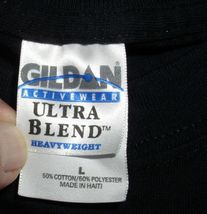 GILDAN
ACTIVEWEAR
ULTRA
BLEND™
HEAVYWEIGHT
L
50% COTTON/50% POLYESTER
MADE IN HAITI